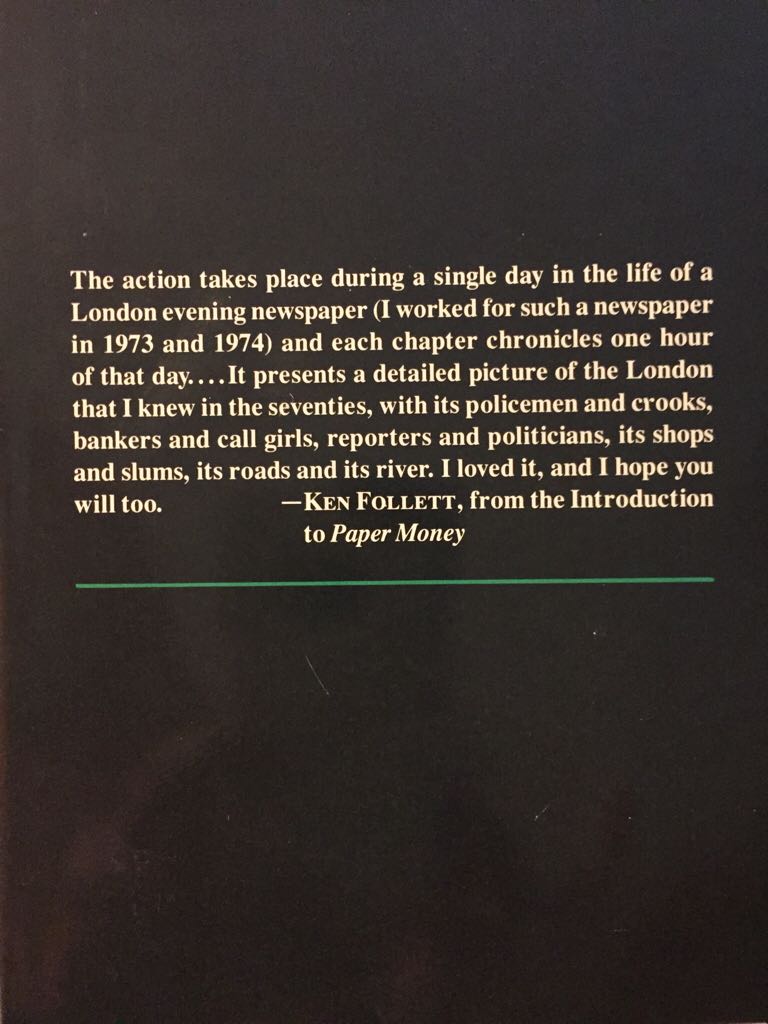 The action takes place during a single day in the life of a
London evening newspaper (I worked for such a newspaper
in 1973 and 1974) and each chapter chronicles one hour
of that day....It presents a detailed picture of the London
that I knew in the seventies, with its policemen and crooks,
bankers and call girls, reporters and politicians, its shops
and slums, its roads and its river. I loved it, and I hope you
will too. —KEN FOLLETT, from the Introduction
to Paper Money